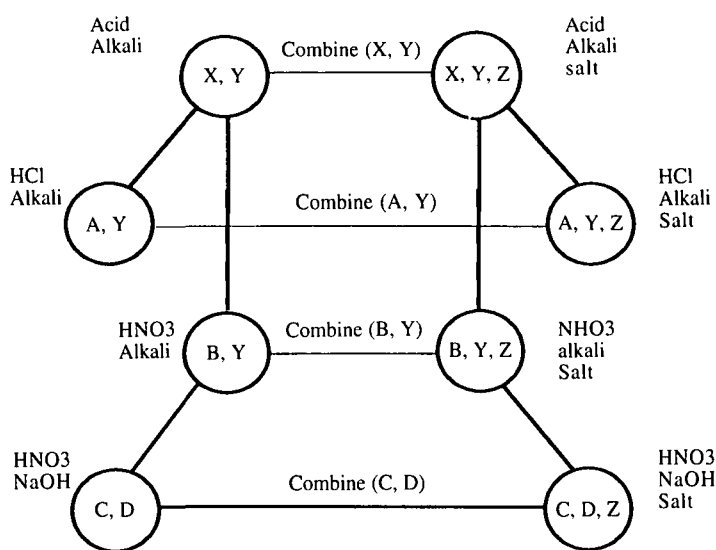 Acid
Alkali
X, Y
Combine (X, Y)
X, Y, Z
Acid
Alkali
salt
HCl
Alkali
A, Y
Combine (A, Y)
A, Y, Z
HCl
Alkali
Salt
HNO3
Alkali
B, Y
Combine (B, Y)
B, Y, Z
NHO3
alkali
Salt
HNO3
NaOH
C, D
Combine (C, D)
C, D, Z
HNO3
NaOH
Salt